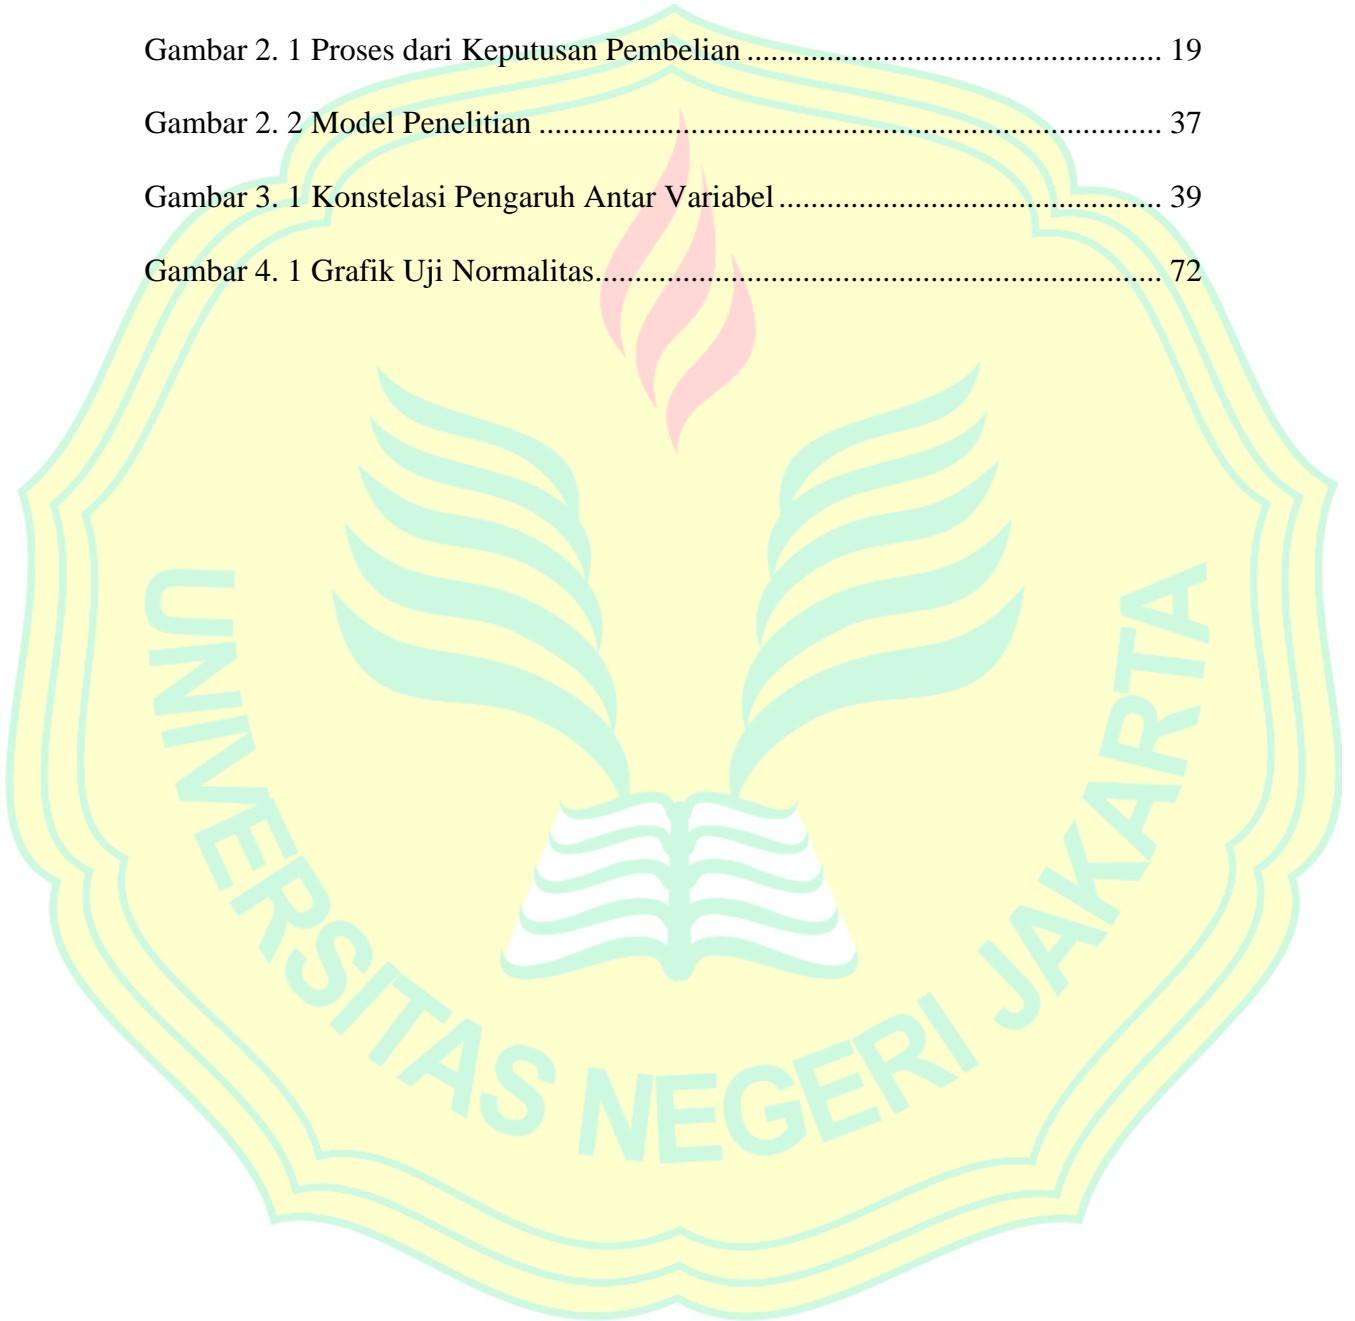 Gambar 2. 1 Proses dari Keputusan Pembelian .................................................... 19
Gambar 2. 2 Model Penelitian .............................................................................. 37
Gambar 3. 1 Konstelasi Pengaruh Antar Variabel ................................................ 39
Gambar 4. 1 Grafik Uji Normalitas....................................................................... 72
UNIVERSITAS NEGERI JAKARTA